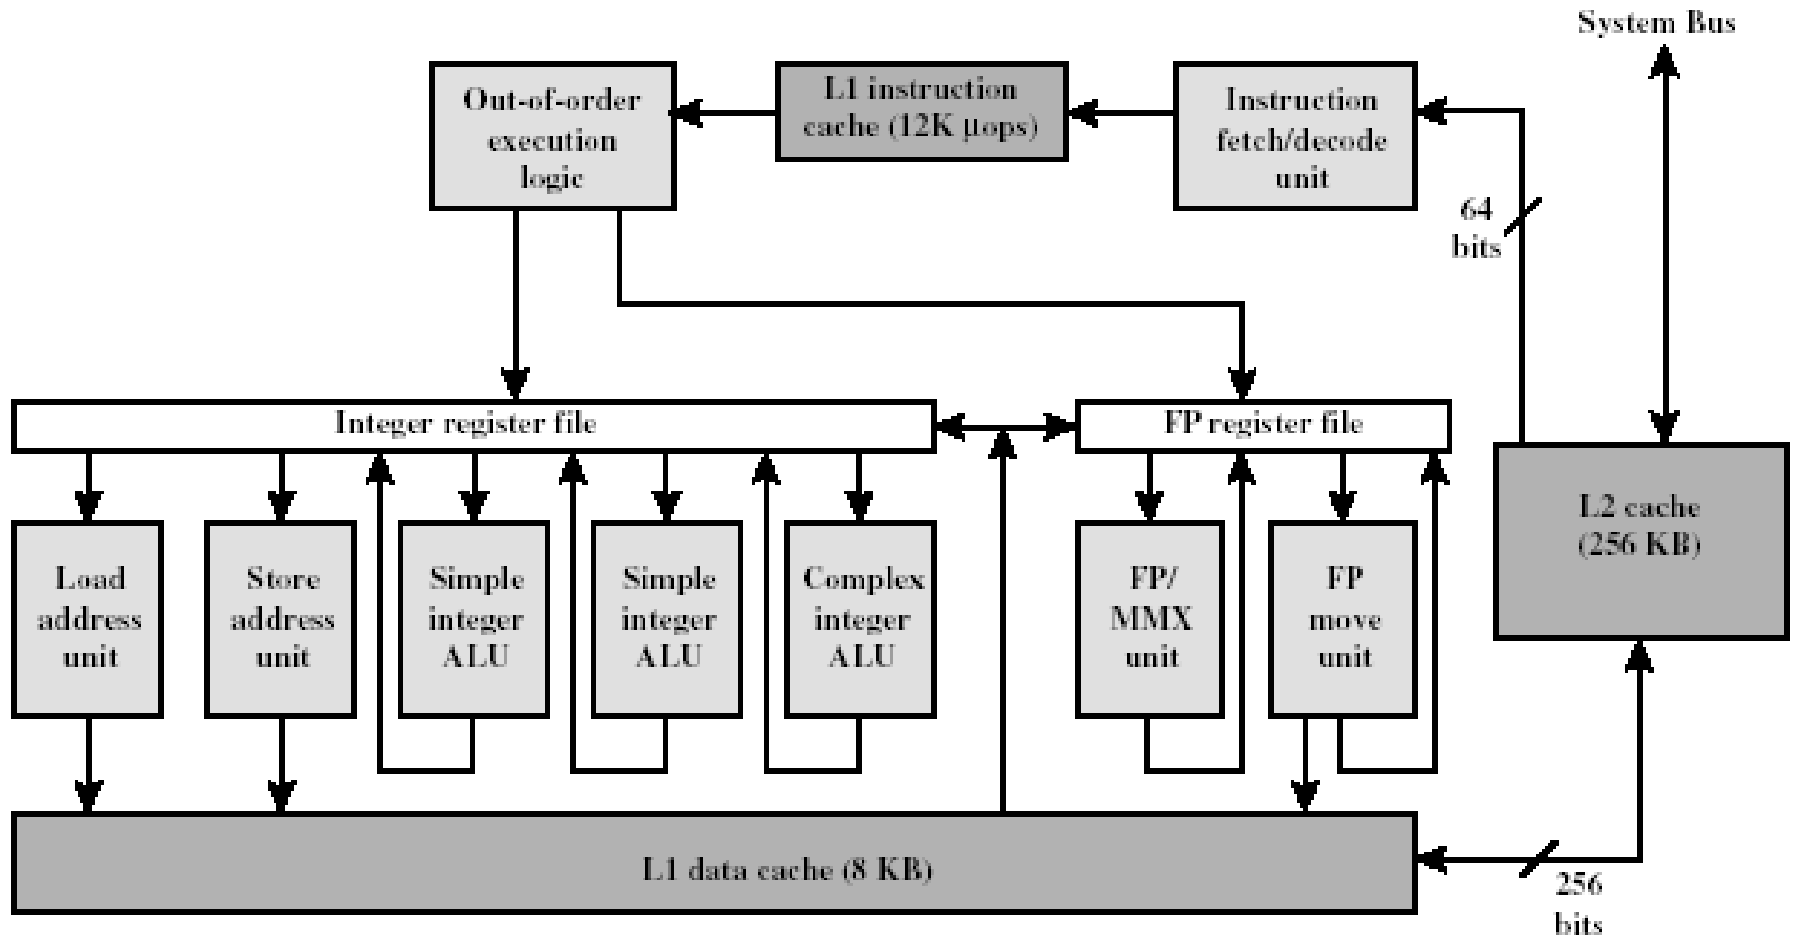 System Bus
Out-of-order
execution
logic
L1 instruction
cache (12K µops)
Instruction
fetch/decode
unit
64
bits
Integer register file
FP register file
L2 cache
(256 KB)
Load
address
unit
Store
address
unit
Simple
integer
ALU
Simple
integer
ALU
Complex
integer
ALU
FP/
MMX
unit
FP
move
unit
L1 data cache (8 KB)
256
bits